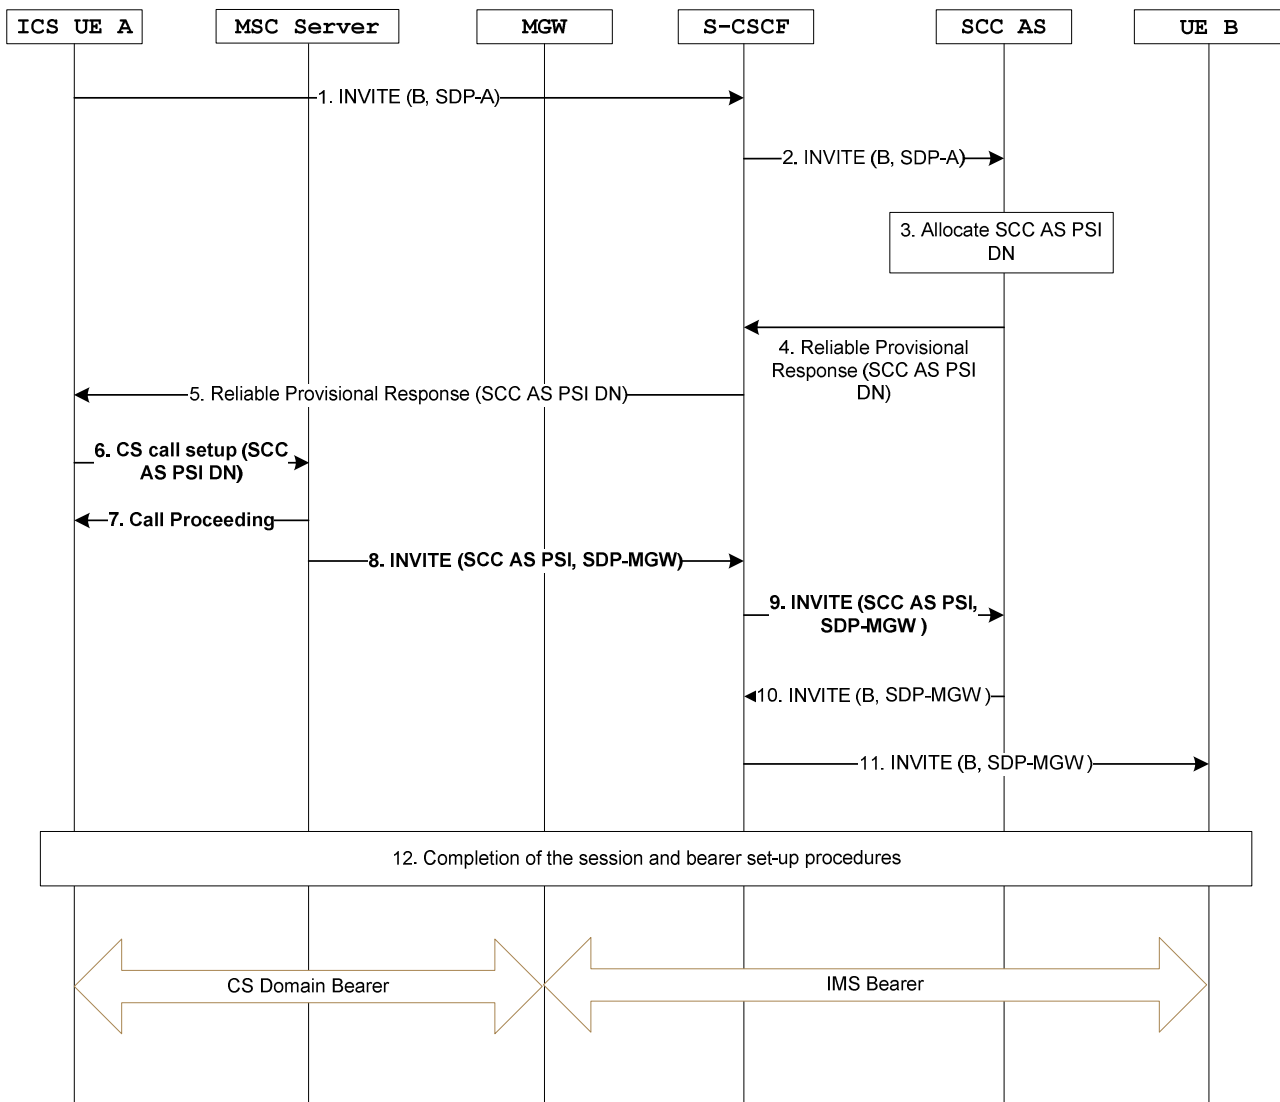 ICS UE A
MSC Server
MGW
S-CSCF
SCC AS
UE B
1. INVITE (B, SDP-A)
2. INVITE (B, SDP-A)
3. Allocate SCC AS PSI
DN
4. Reliable Provisional
Response (SCC AS PSI
DN)
5. Reliable Provisional Response (SCC AS PSI DN)
6. CS call setup (SCC
AS PSI DN)
7. Call Proceeding
8. INVITE (SCC AS PSI, SDP-MGW)
9. INVITE (SCC AS PSI,
SDP-MGW )
10. INVITE (B, SDP-MGW )
11. INVITE (B, SDP-MGW )
12. Completion of the session and bearer set-up procedures
CS Domain Bearer
IMS Bearer